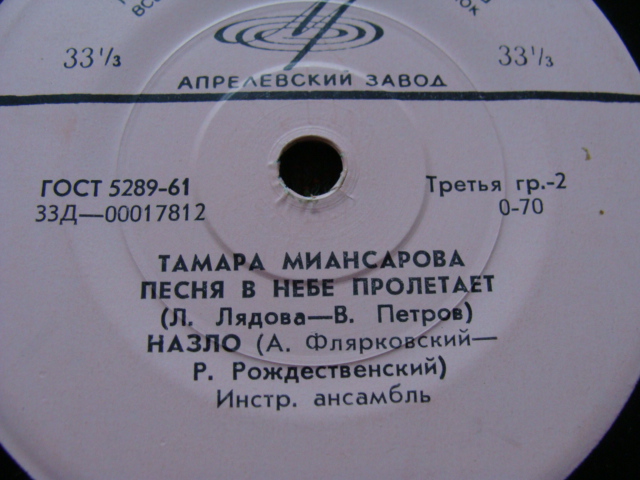 33⅓
33⅓
АПРЕЛЕВСКИЙ ЗАВОД
ГОСТ 5289-61
33Д—00017812
Третья гр.-2
0-70
ТАМАРА МИАНСАРОВА
ПЕСНЯ В НЕБЕ ПРОЛЕТАЕТ
(Л. Лядова—В. Петров)
НАЗЛО (А. Флярковский—
Р. Рождественский)
Инстр. ансамбль